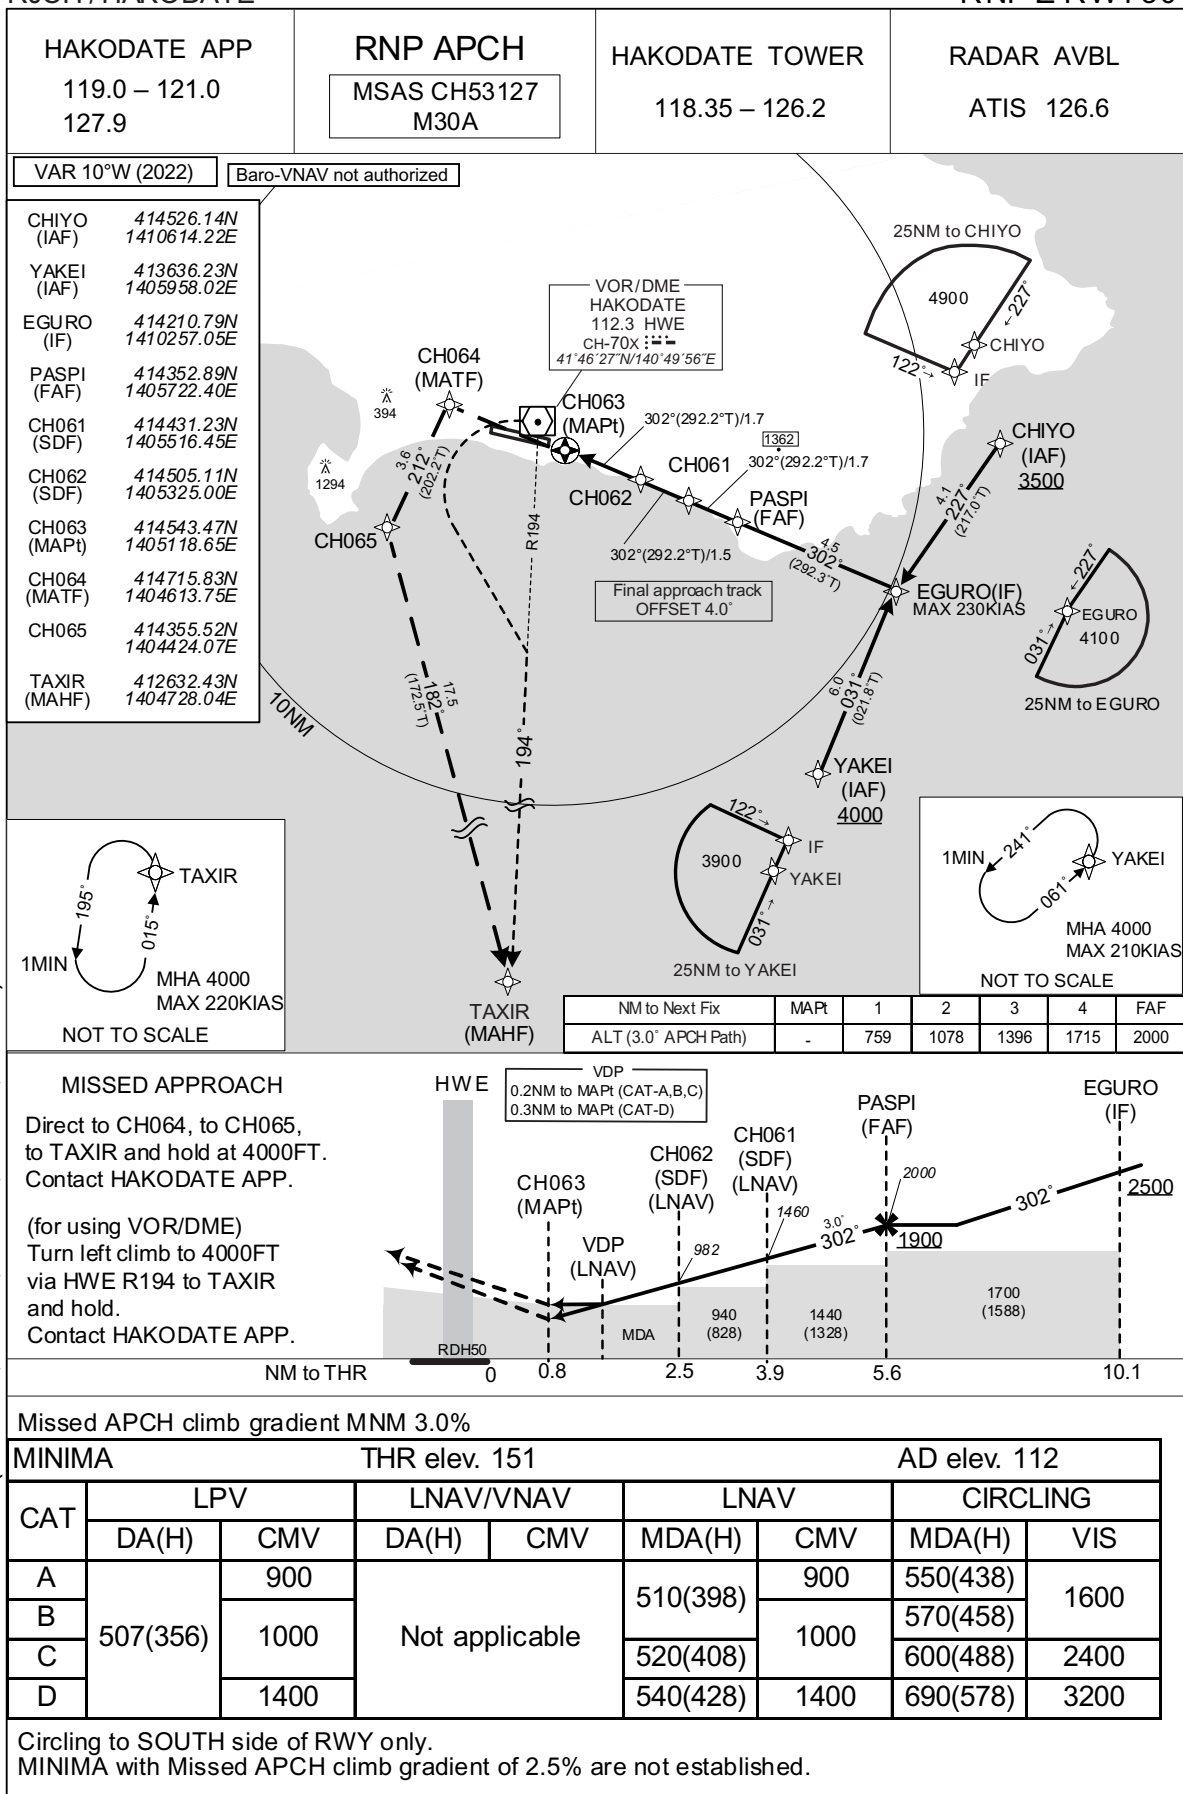 HAKODATE APP
119.0 – 121.0
127.9
RNP APCH
MSAS CH53127
M30A
HAKODATE TOWER
118.35 – 126.2
RADAR AVBL
ATIS 126.6
VAR 10°W (2022)
Baro-VNAV not authorized
CHIYO 414526.14N
(IAF) 1410614.22E
YAKEI 413636.23N
(IAF) 1405958.02E
EGURO 414210.79N
(IF) 1410257.05E
PASPI 414352.89N
(FAF) 1405722.40E
CH061 414431.23N
(SDF) 1405516.45E
CH062 414505.11N
(SDF) 1405325.00E
CH063 414543.47N
(MAPt) 1405118.65E
CH064 414715.83N
(MATF) 1404613.75E
CH065 414355.52N
1404424.07E
TAXIR 412632.43N
(MAHF) 1404728.04E
25NM to CHIYO
4900
←227°
CHIYO
122°→
IF
VOR/DME
HAKODATE
112.3 HWE
CH-70X
41°46′27″N/140°49′56″E
CH064
(MATF)
394
1294
CH063
(MAPt)
302°(292.2°T)/1.7
1362
302°(292.2°T)/1.7
CH061
CH062
PASPI
(FAF)
302°(292.2°T)/1.5
CHIYO
(IAF)
3500
4.1
227°
(217.0°T)
3.6
212°
(202.2°T)
CH065
R194
4.5
302°
(292.3°T)
Final approach track
OFFSET 4.0°
EGURO(IF)
MAX 230KIAS
←227°
EGURO
4100
031°→
25NM to EGURO
6.0
031°
(021.8°T)
17.5
182°
(172.5°T)
10NM
194°
YAKEI
(IAF)
4000
122°→
IF
3900
YAKEI
031°→
25NM to YAKEI
TAXIR
195°
015°
1MIN
MHA 4000
MAX 220KIAS
NOT TO SCALE
TAXIR
(MAHF)
1MIN
241°
061°
YAKEI
MHA 4000
MAX 210KIAS
NOT TO SCALE
NM to Next Fix MAPt 1 2 3 4 FAF
ALT (3.0° APCH Path) - 759 1078 1396 1715 2000
MISSED APPROACH
Direct to CH064, to CH065,
to TAXIR and hold at 4000FT.
Contact HAKODATE APP.
(for using VOR/DME)
Turn left climb to 4000FT
via HWE R194 to TAXIR
and hold.
Contact HAKODATE APP.
HWE
VDP
0.2NM to MAPt (CAT-A,B,C)
0.3NM to MAPt (CAT-D)
EGURO
(IF)
PASPI
(FAF)
CH061
(SDF)
(LNAV)
CH062
(SDF)
(LNAV)
CH063
(MAPt)
VDP
(LNAV)
2000
2500
302°
1460
3.0°
302°
1900
982
1700
(1588)
1440
(1328)
940
(828)
MDA
RDH50
NM to THR 0 0.8 2.5 3.9 5.6 10.1
Missed APCH climb gradient MNM 3.0%
MINIMA THR elev. 151 AD elev. 112
CAT LPV LNAV/VNAV LNAV CIRCLING
DA(H) CMV DA(H) CMV MDA(H) CMV MDA(H) VIS
A 507(356) 900 Not applicable 510(398) 900 550(438) 1600
B 1000 1000 570(458)
C 520(408) 600(488) 2400
D 1400 540(428) 1400 690(578) 3200
Circling to SOUTH side of RWY only.
MINIMA with Missed APCH climb gradient of 2.5% are not established.